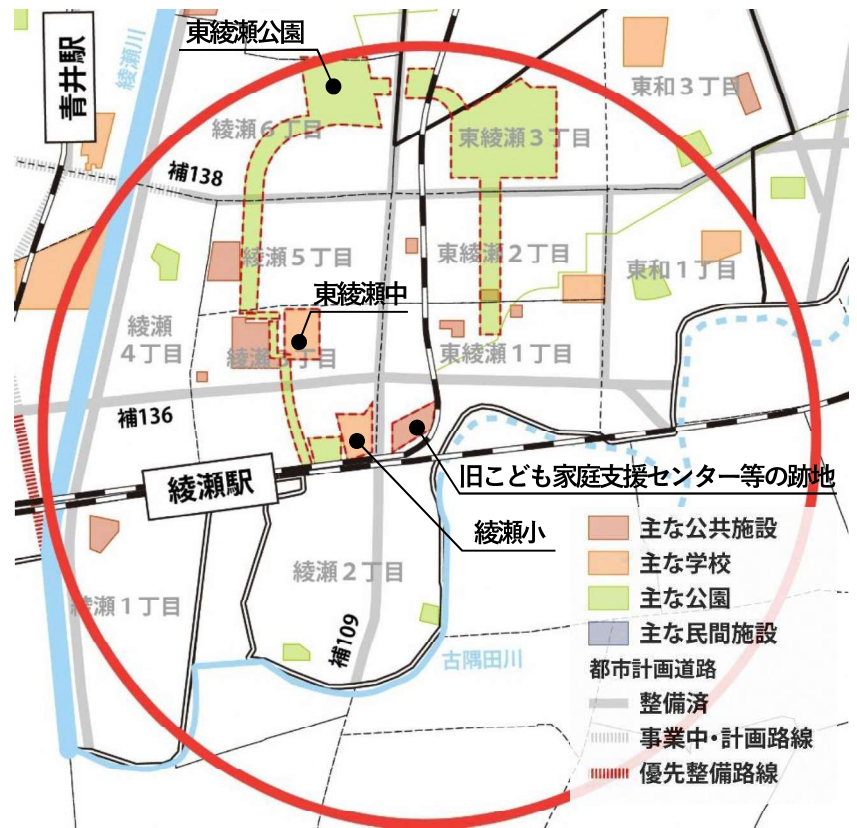 東綾瀬公園
青井駅
綾瀬川
東和3丁目
綾瀬6丁目
東綾瀬3丁目
補138
綾瀬5丁目
東綾瀬2丁目
東和1丁目
東綾瀬中
綾瀬
4丁目
綾瀬3丁目
東綾瀬1丁目
補136
綾瀬駅
旧こども家庭支援センター等の跡地
綾瀬小
綾瀬2丁目
綾瀬1丁目
補109
古隅田川
主な公共施設
主な学校
主な公園
主な民間施設
都市計画道路
整備済
事業中・計画路線
優先整備路線